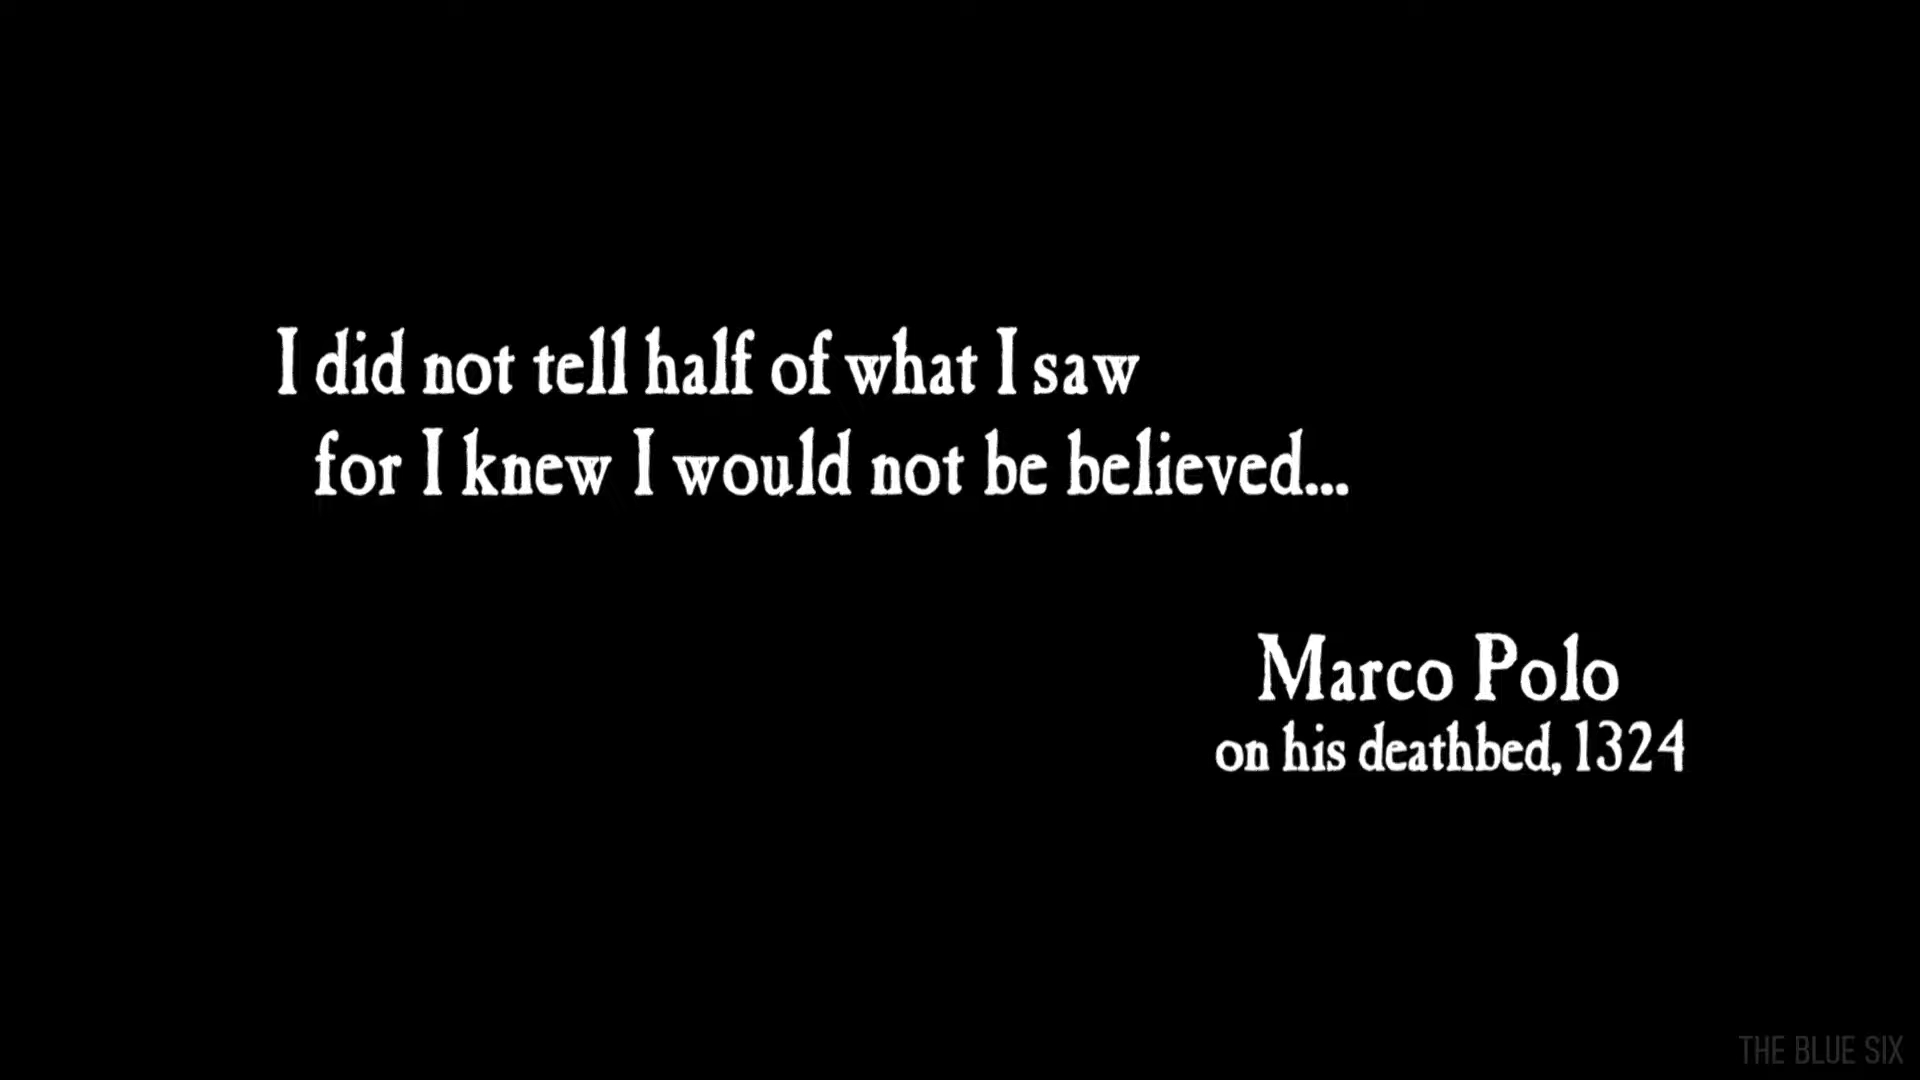 I did not tell half of what I saw
for I knew I would not be believed...
Marco Polo
on his deathbed, 1324
THE BLUE SIX